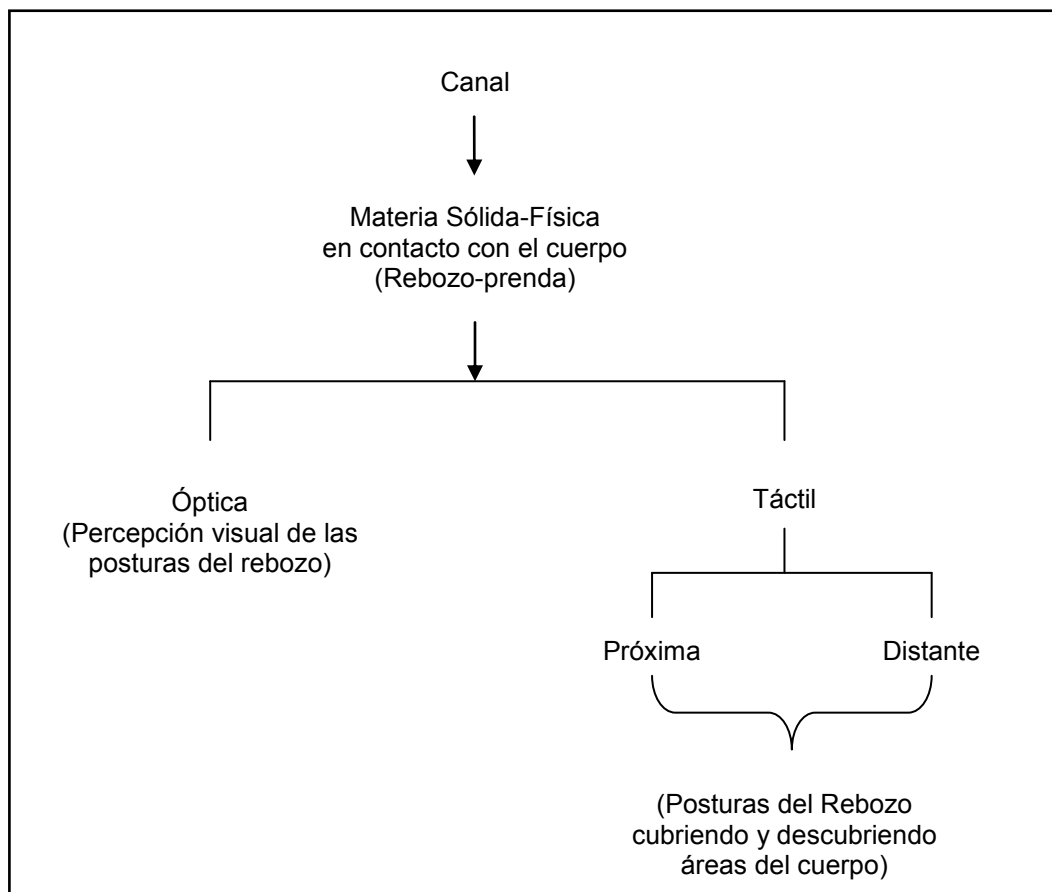 Canal
Materia Sólida-Física
en contacto con el cuerpo
(Rebozo-prenda)
Óptica
(Percepción visual de las
posturas del rebozo)
Táctil
Próxima
Distante
(Posturas del Rebozo
cubriendo y descubriendo
áreas del cuerpo)